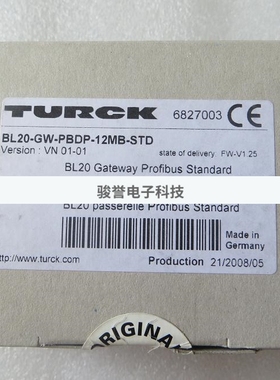 TURCK
6827003 CE
BL20-GW-PBDP-12MB-STD
Version : VN 01-01
state of delivery: FW-V1.25
BL20 Gateway Profibus Standard
骏誉电子科技
BL20 passerelle Profibus Standard
Made in
Germany
http://www.turck.com
Production 21/2008/05
ORIGINAL